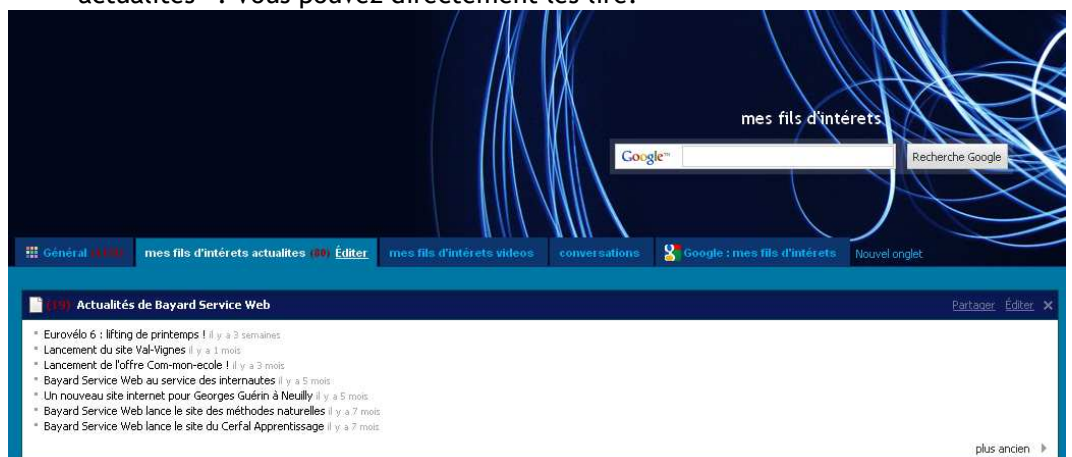 actualités" : vous pouvez directement les lire.
mes fils d'intérets
Google™ Recherche Google
Général mes fils d'intérets actualites (80) Éditer mes fils d'intérets videos conversations Google : mes fils d'intérets Nouvel onglet
(19) Actualités de Bayard Service Web Partager Éditer
Eurovélo 6 : lifting de printemps ! il y a 3 semaines
Lancement du site Val-Vignes il y a 1 mois
Lancement de l'offre Com-mon-ecole ! il y a 3 mois
Bayard Service Web au service des internautes il y a 5 mois
Un nouveau site internet pour Georges Guérin à Neuilly il y a 5 mois
Bayard Service Web lance le site des méthodes naturelles il y a 7 mois
Bayard Service Web lance le site du Cerfal Apprentissage il y a 7 mois
plus ancien